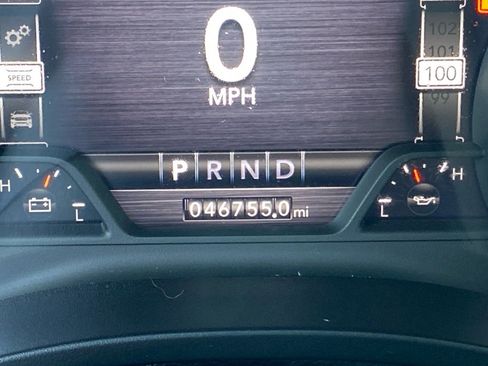 0
MPH
102
101
100
99
SPEED
P R N D
H H
046755.0 mi
L L